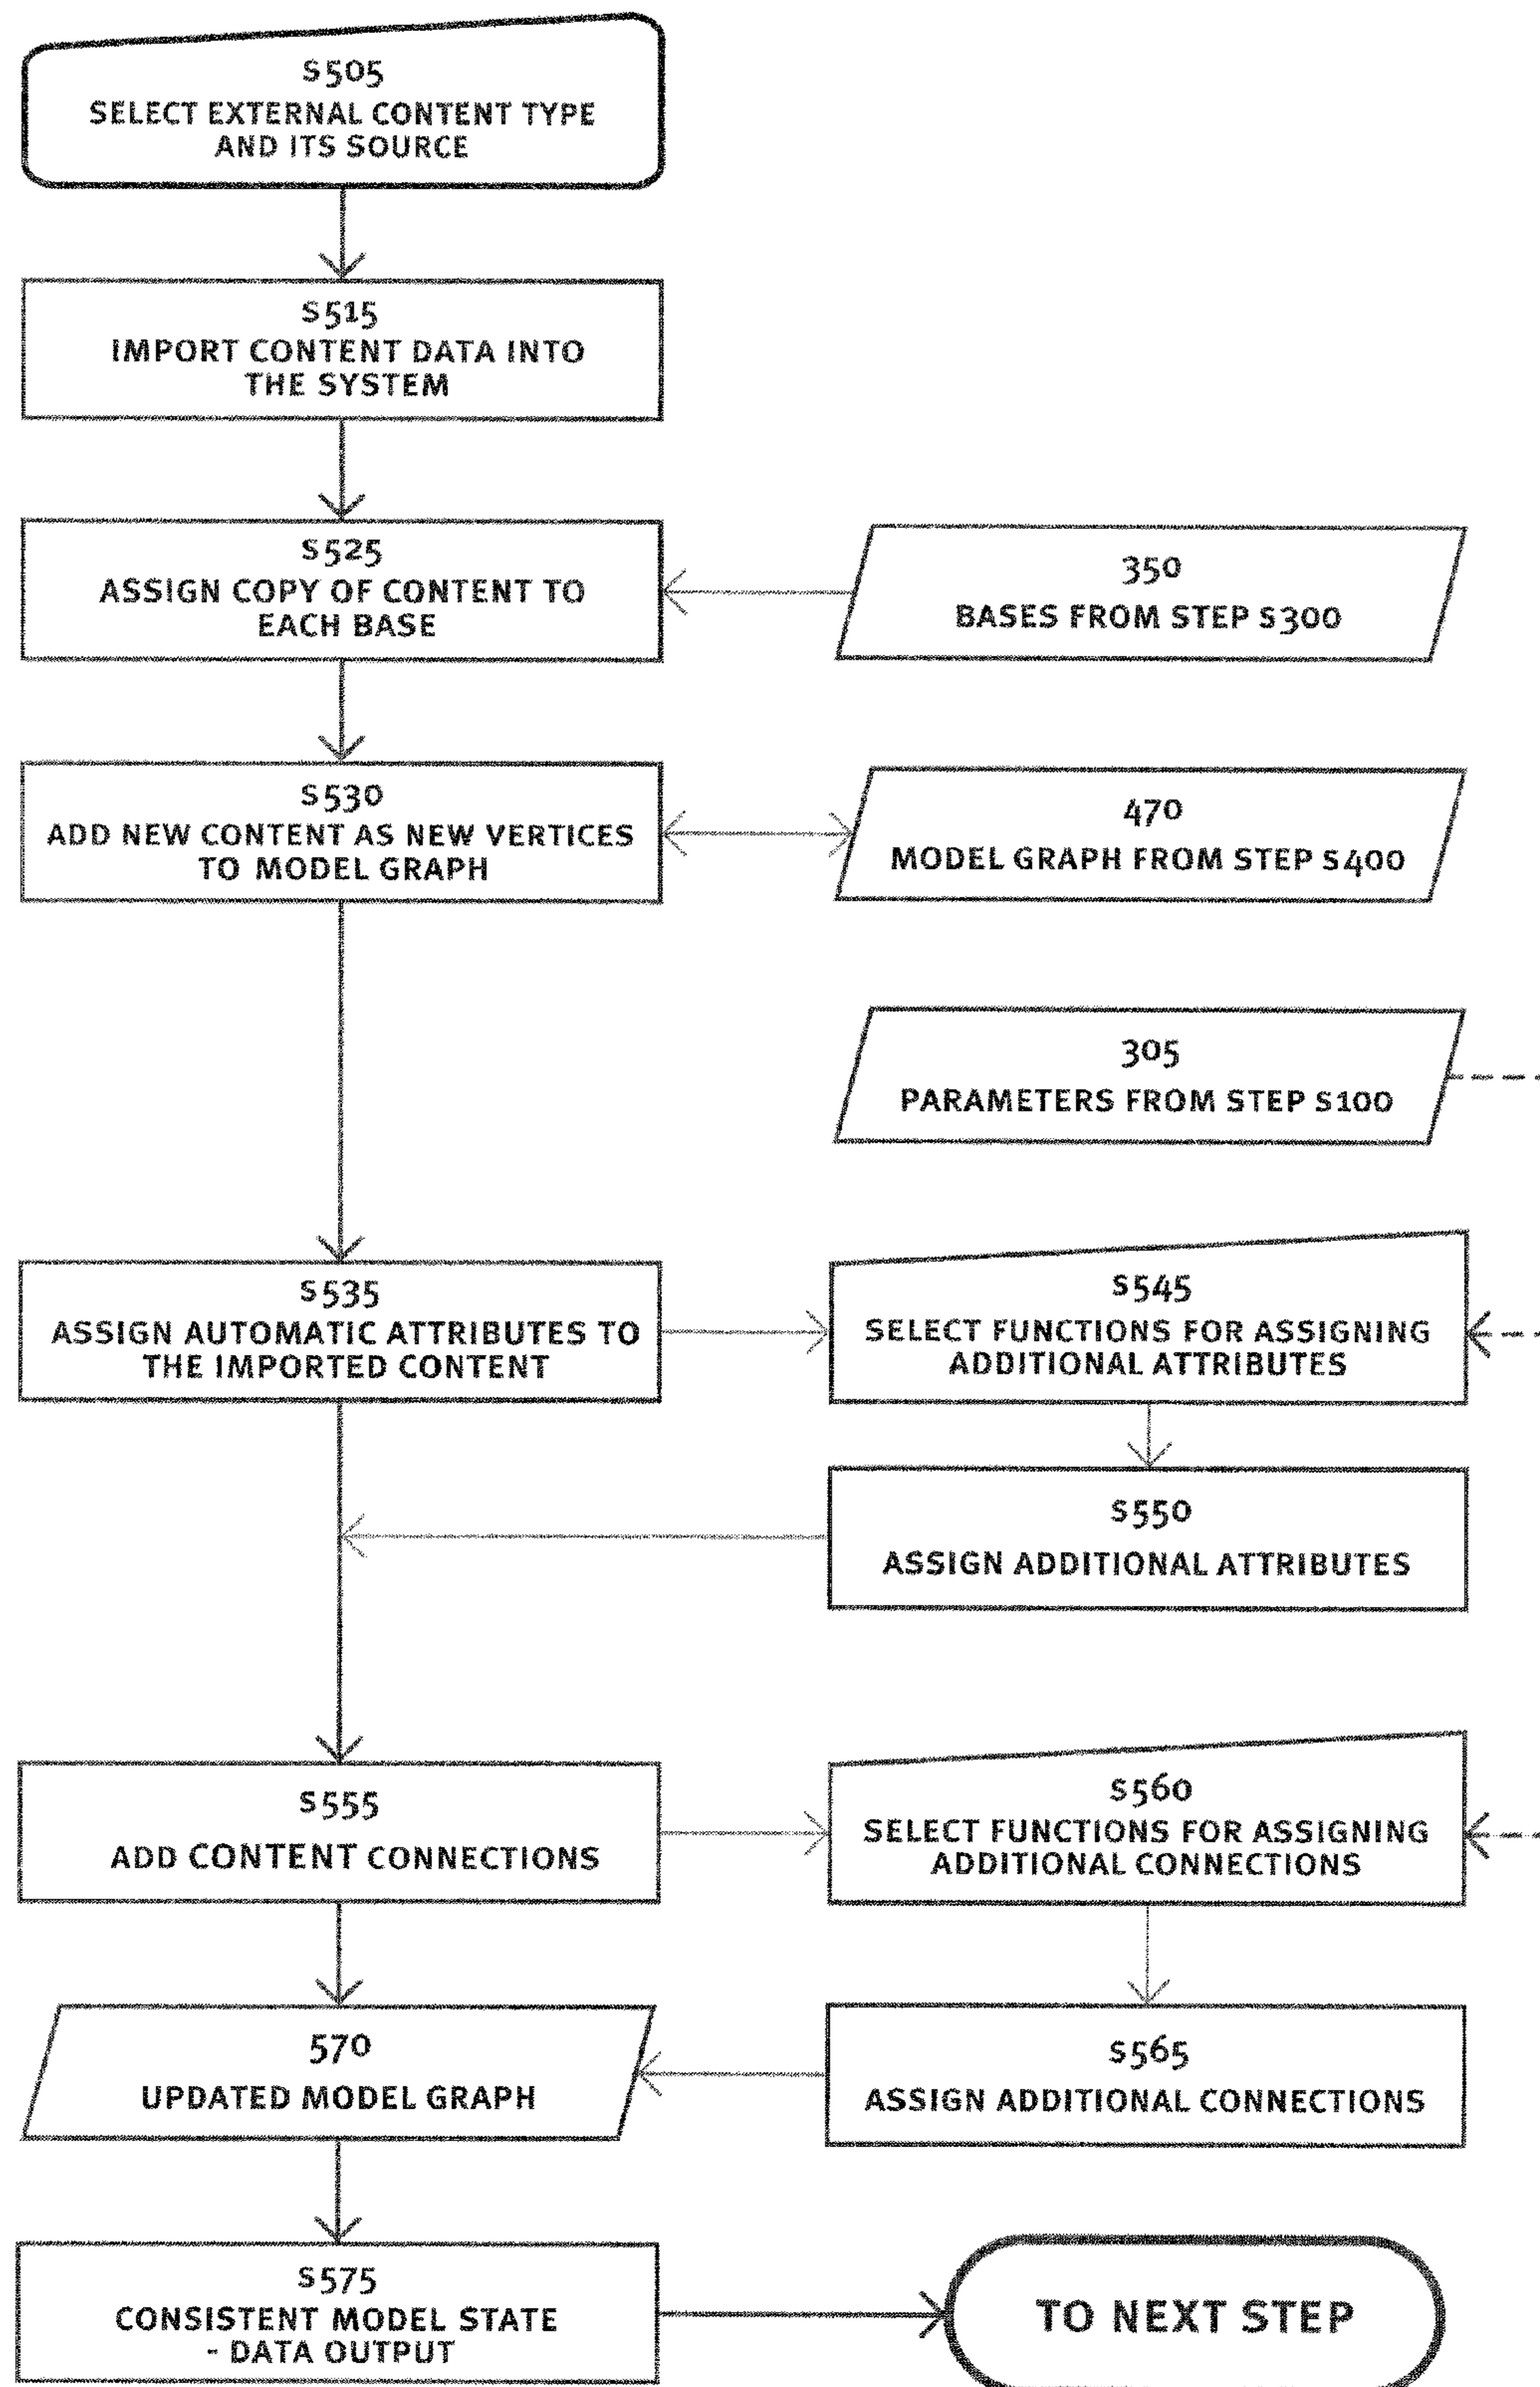 S505
SELECT EXTERNAL CONTENT TYPE
AND ITS SOURCE
S515
IMPORT CONTENT DATA INTO
THE SYSTEM
S525
ASSIGN COPY OF CONTENT TO
EACH BASE
350
BASES FROM STEP S300
S530
ADD NEW CONTENT AS NEW VERTICES
TO MODEL GRAPH
470
MODEL GRAPH FROM STEP S400
305
PARAMETERS FROM STEP S100
S535
ASSIGN AUTOMATIC ATTRIBUTES TO
THE IMPORTED CONTENT
S545
SELECT FUNCTIONS FOR ASSIGNING
ADDITIONAL ATTRIBUTES
S550
ASSIGN ADDITIONAL ATTRIBUTES
S555
ADD CONTENT CONNECTIONS
S560
SELECT FUNCTIONS FOR ASSIGNING
ADDITIONAL CONNECTIONS
570
UPDATED MODEL GRAPH
S565
ASSIGN ADDITIONAL CONNECTIONS
S575
CONSISTENT MODEL STATE
- DATA OUTPUT
TO NEXT STEP